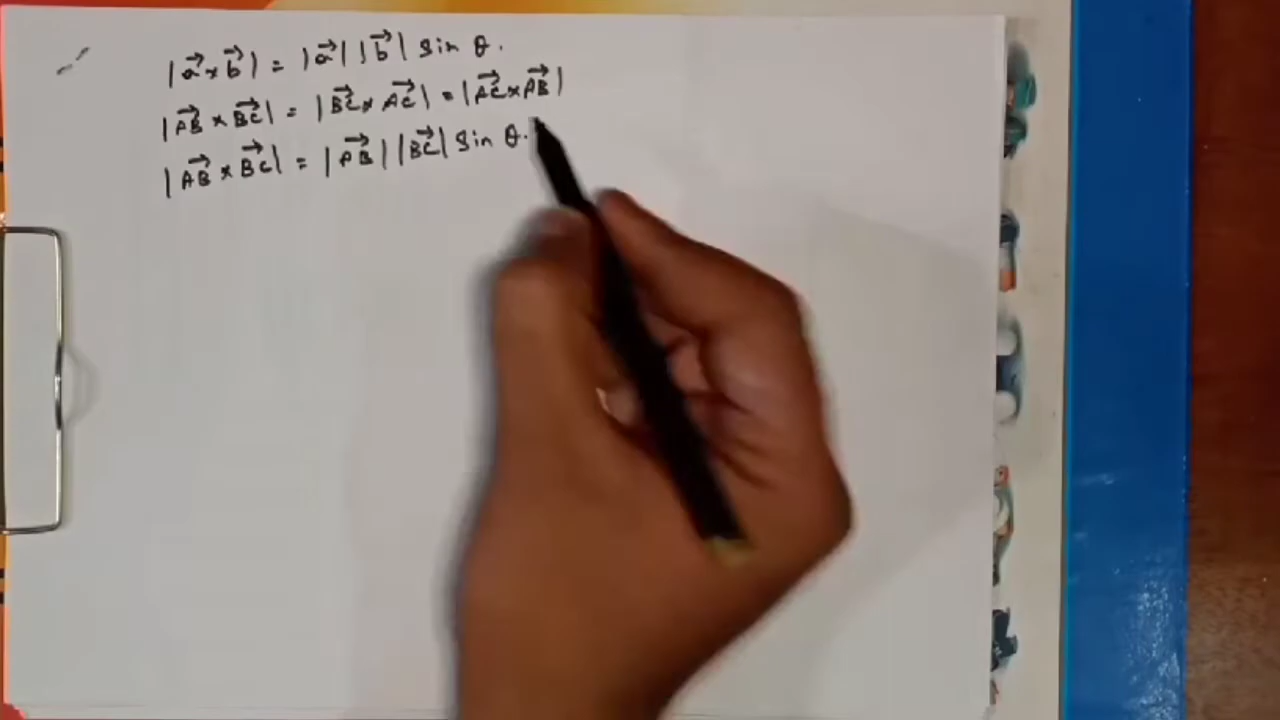 |a⃗ × b⃗| = |a⃗| |b⃗| Sin θ.
|AB⃗ × BC⃗| = |BC⃗ × AC⃗| = |AC⃗ × AB⃗|
|AB⃗ × BC⃗| = |AB⃗| |BC⃗| Sin θ.